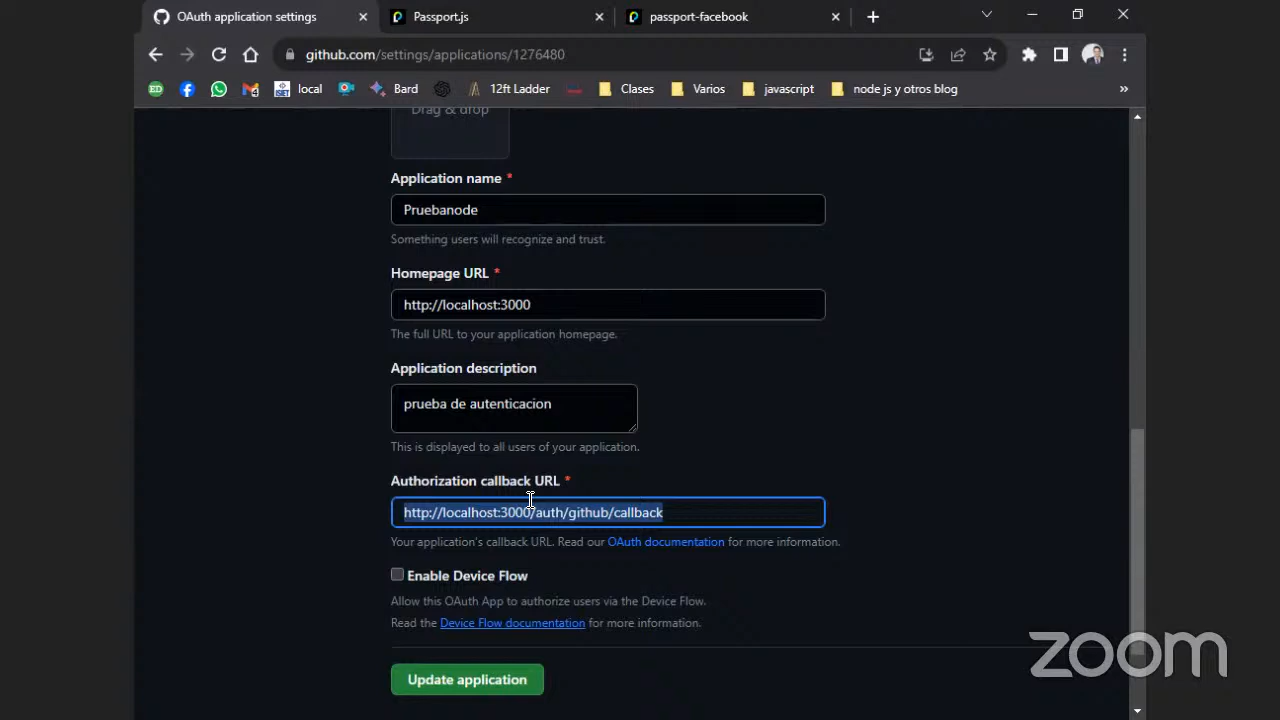 OAuth application settings
Passport.js
passport-facebook
github.com/settings/applications/1276480
local
Bard
12ft Ladder
Clases
Varios
javascript
node js y otros blog
»
Drag & drop
Application name *
Pruebanode
Something users will recognize and trust.
Homepage URL *
http://localhost:3000
The full URL to your application homepage.
Application description
prueba de autenticacion
This is displayed to all users of your application.
Authorization callback URL *
http://localhost:3000/auth/github/callback
Your application's callback URL. Read our OAuth documentation for more information.
Enable Device Flow
Allow this OAuth App to authorize users via the Device Flow.
Read the Device Flow documentation for more information.
Update application
zoom